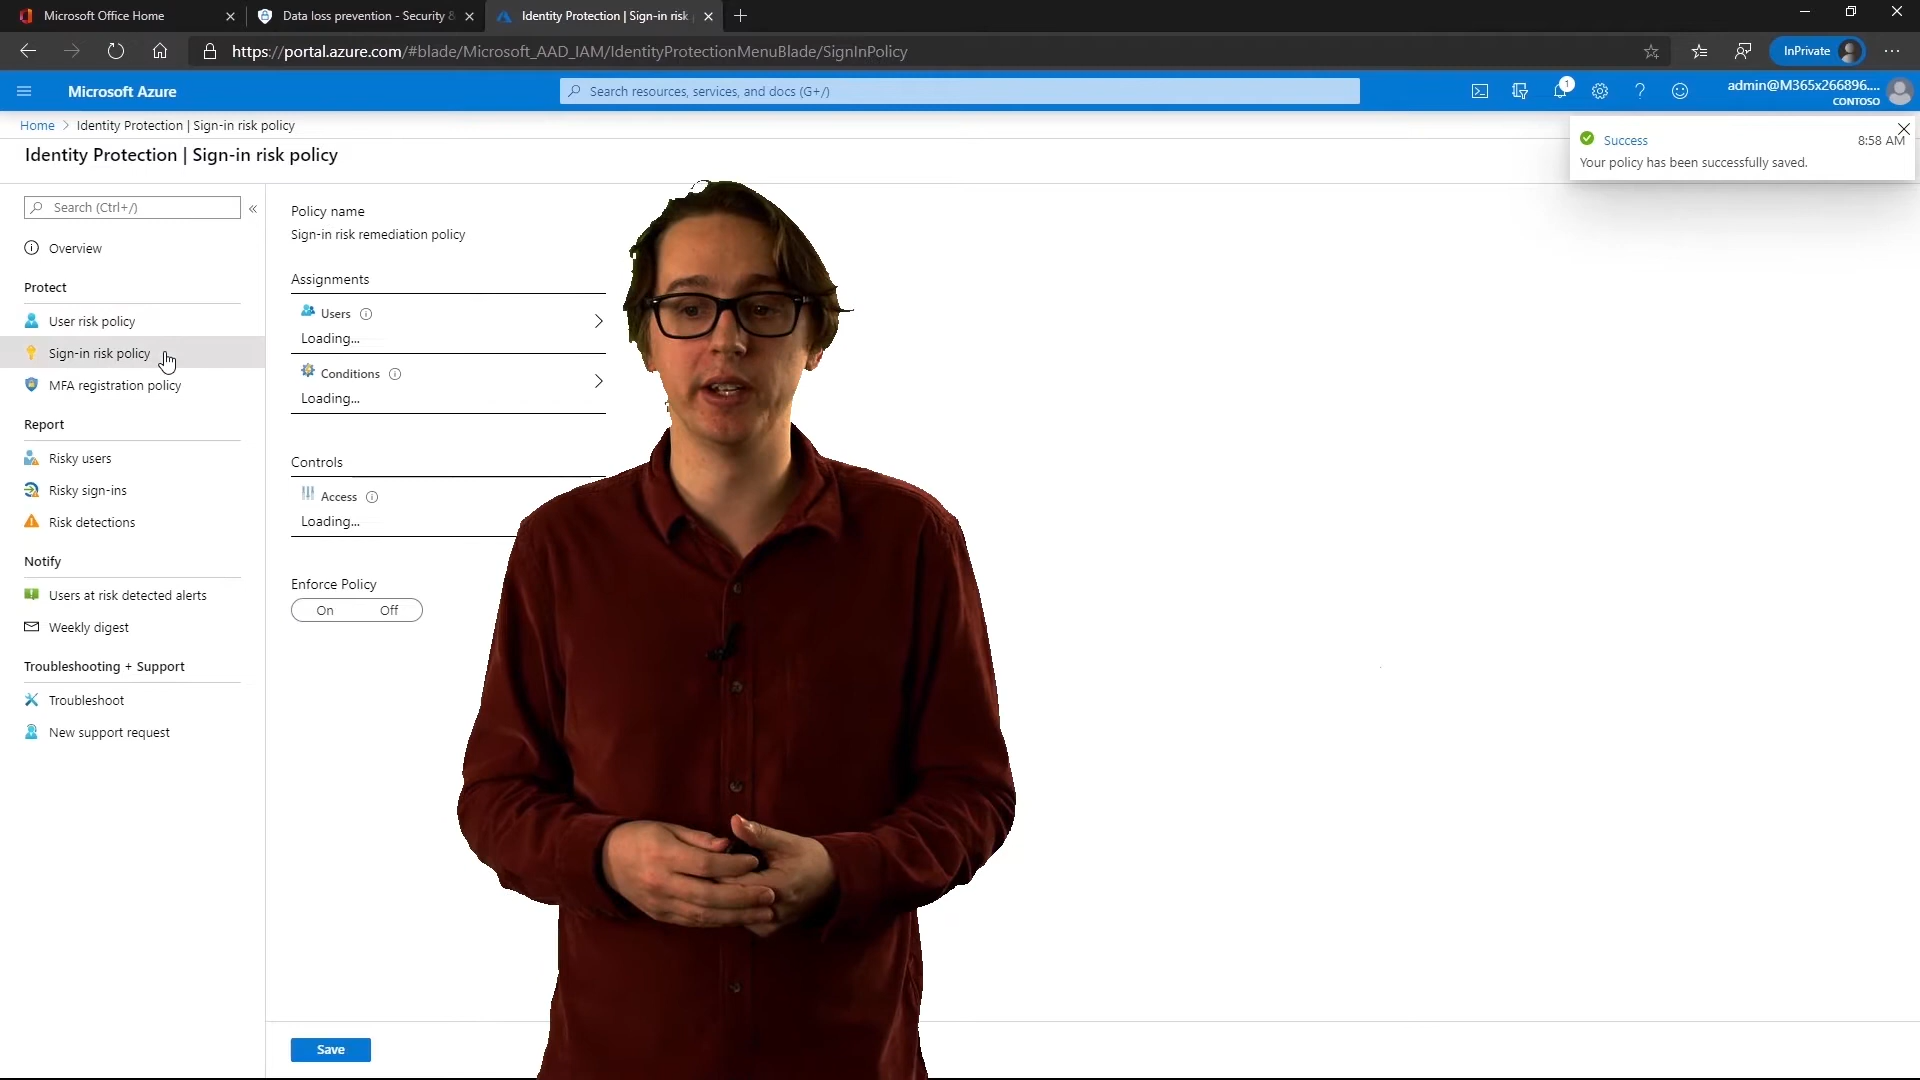 Microsoft Office Home
Data loss prevention - Security &
Identity Protection | Sign-in risk
https://portal.azure.com/#blade/Microsoft_AAD_IAM/IdentityProtectionMenuBlade/SignInPolicy
InPrivate
Microsoft Azure
Search resources, services, and docs (G+/)
1
admin@M365x266896....
CONTOSO
Home > Identity Protection | Sign-in risk policy
Identity Protection | Sign-in risk policy
Success
8:58 AM
Your policy has been successfully saved.
Search (Ctrl+/)
Overview
Protect
User risk policy
Sign-in risk policy
MFA registration policy
Report
Risky users
Risky sign-ins
Risk detections
Notify
Users at risk detected alerts
Weekly digest
Troubleshooting + Support
Troubleshoot
New support request
Policy name
Sign-in risk remediation policy
Assignments
Users
Loading...
Conditions
Loading...
Controls
Access
Loading...
Enforce Policy
On Off
Save